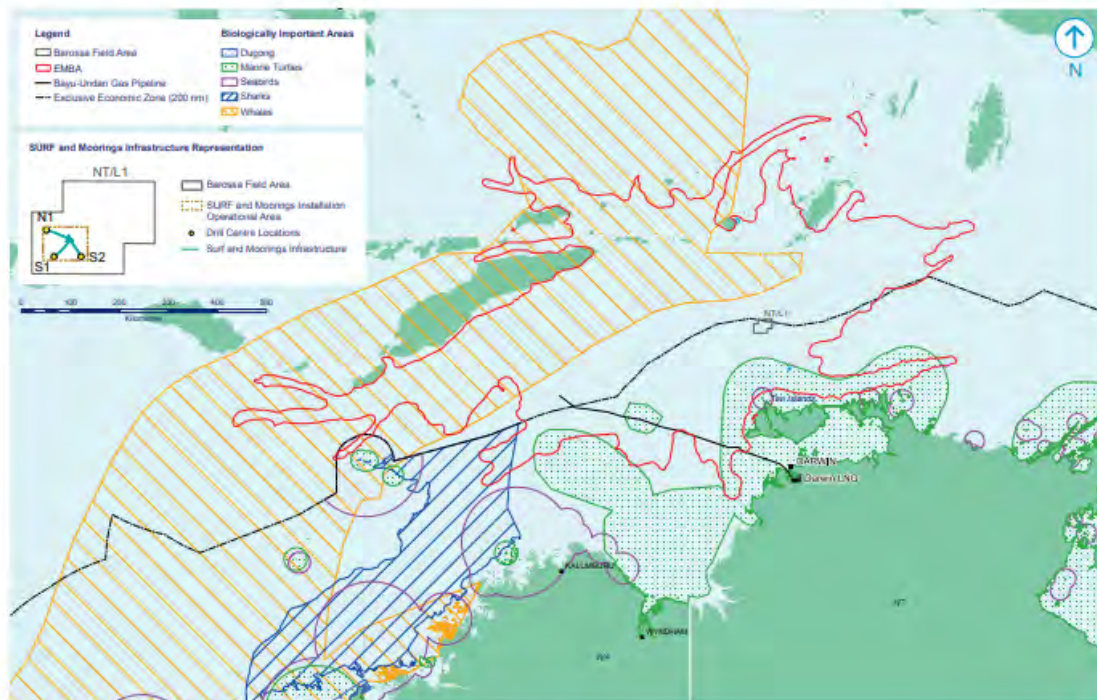 Legend
Barossa Field Area
EMBA
Bayu-Undan Gas Pipeline
Exclusive Economic Zone (200 nm)
Biologically Important Areas
Dugong
Marine Turtles
Seabirds
Sharks
Whales
N
SURF and Moorings Infrastructure Representation
NT/L1
N1
S1
S2
Barossa Field Area
SURF and Moorings Installation
Operational Area
Drill Centre Locations
Surf and Moorings Infrastructure
0 100 200 300 400 500
Kilometres
NT/L1
Tiwi Islands
DARWIN
Darwin LNG
KALUMBURU
WYNDHAM
NT
WA